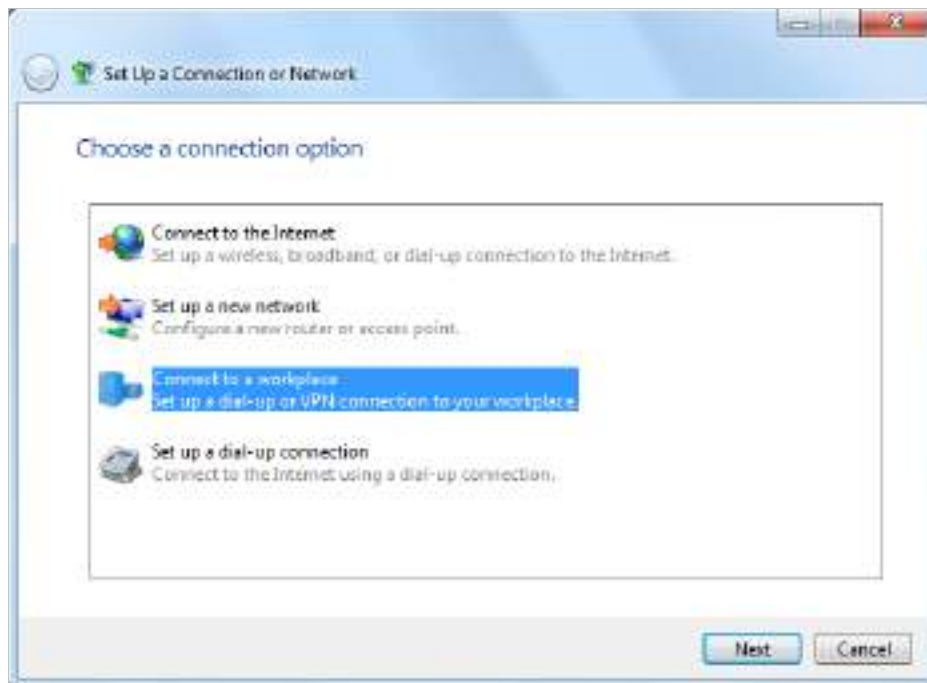 Set Up a Connection or Network
Choose a connection option
Connect to the Internet
Set up a wireless, broadband, or dial-up connection to the Internet.
Set up a new network
Configure a new router or access point.
Connect to a workplace
Set up a dial-up or VPN connection to your workplace.
Set up a dial-up connection
Connect to the Internet using a dial-up connection.
Next
Cancel